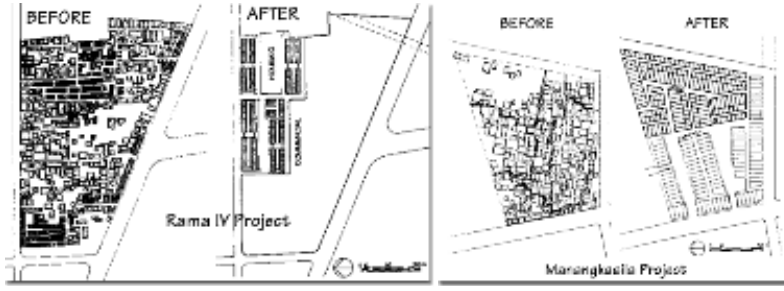 BEFORE
AFTER
HOUSING
COMMERCIAL
Rama IV Project
BEFORE
AFTER
Manangkasila Project